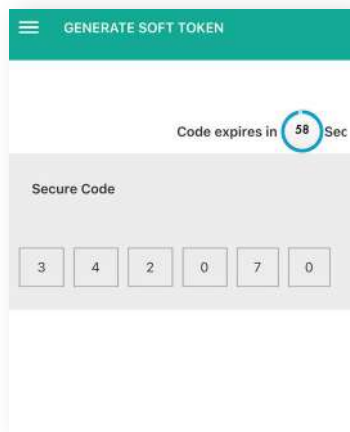 GENERATE SOFT TOKEN
Code expires in 58 Sec
Secure Code
3 4 2 0 7 0